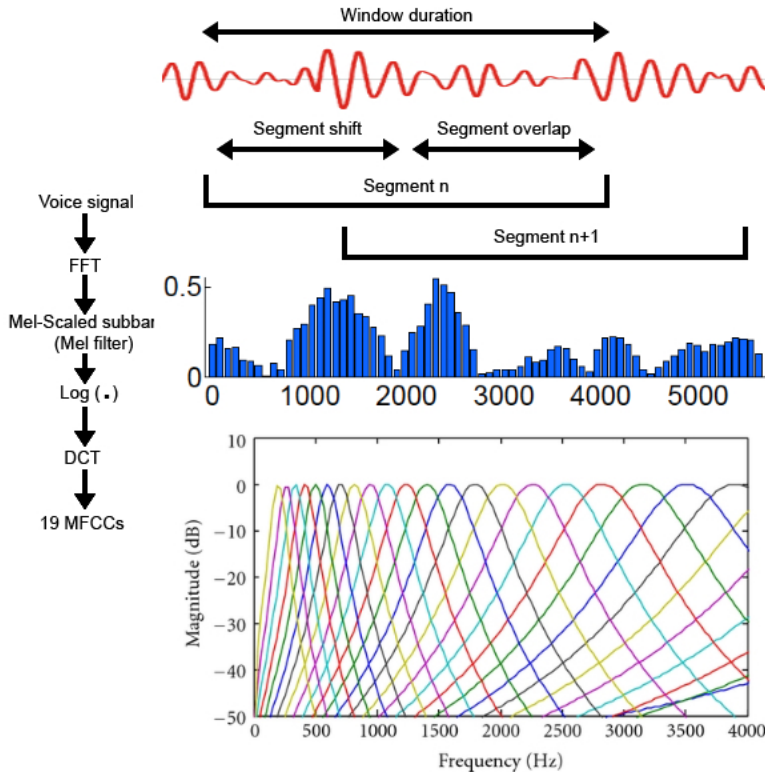 Window duration
Segment shift
Segment overlap
Segment n
Segment n+1
Voice signal
FFT
Mel-Scaled subbar
(Mel filter)
Log (.)
DCT
19 MFCCs
0.5
0
0 1000 2000 3000 4000 5000
10
0
−10
−20
−30
−40
−50
Magnitude (dB)
0 500 1000 1500 2000 2500 3000 3500 4000
Frequency (Hz)